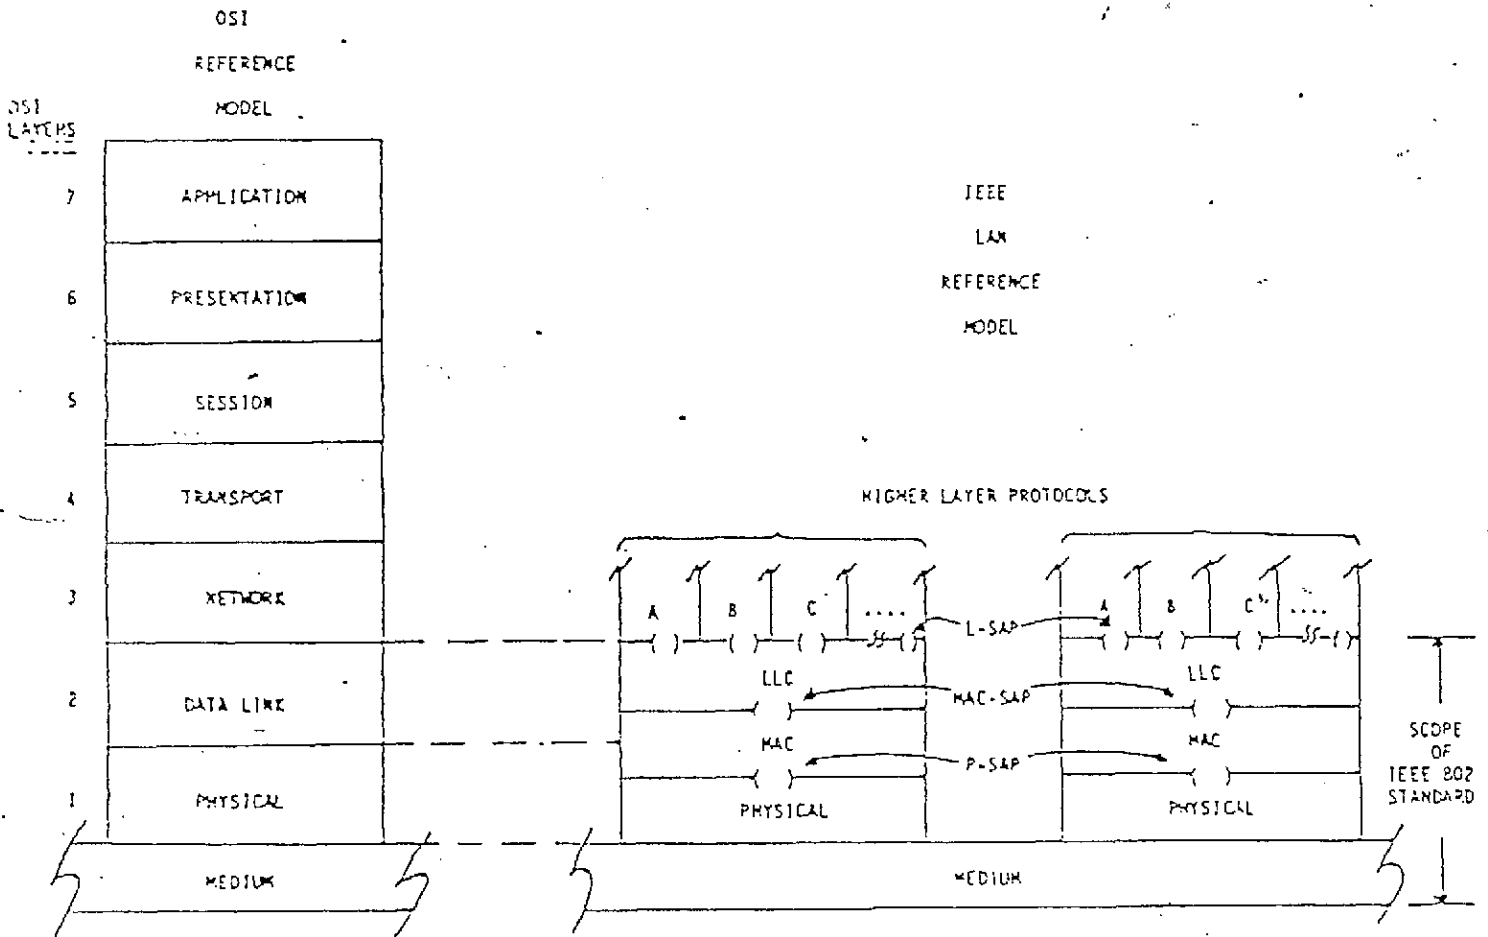 OSI
REFERENCE
MODEL
OSI
LAYERS
7 APPLICATION
6 PRESENTATION
5 SESSION
4 TRANSPORT
3 NETWORK
2 DATA LINK
1 PHYSICAL
MEDIUM
IEEE
LAN
REFERENCE
MODEL
HIGHER LAYER PROTOCOLS
A B C .... A B C ....
L-SAP
LLC LLC
MAC-SAP
MAC MAC
P-SAP
PHYSICAL PHYSICAL
MEDIUM
SCOPE
OF
IEEE 802
STANDARD